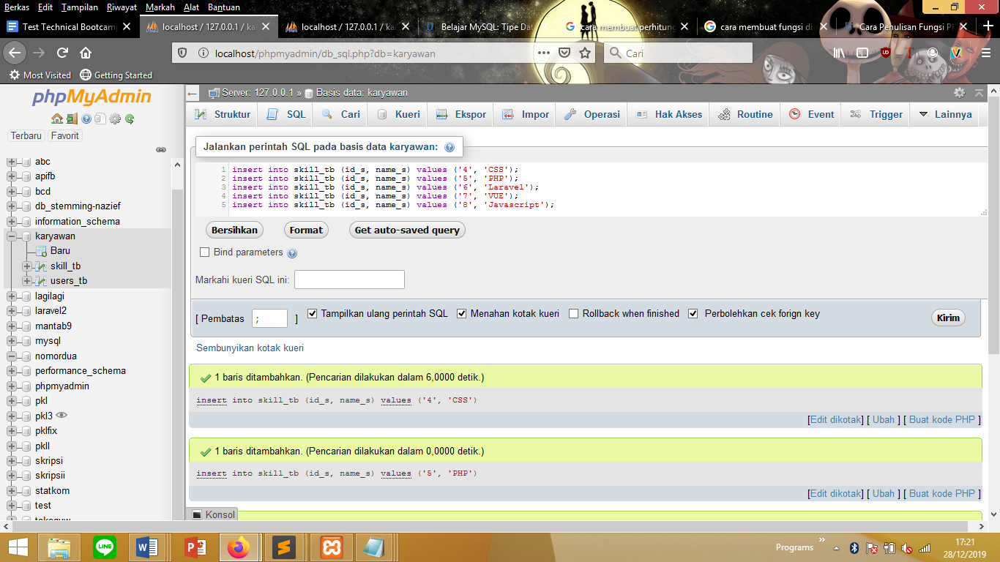 Berkas Edit Tampilan Riwayat Markah Alat Bantuan
Test Technical Bootcam localhost / 127.0.0.1 / ka localhost / 127.0.0.1 / ka Belajar MySQL: Tipe Dat cara membuat perhitung cara membuat fungsi di Cara Penulisan Fungsi P
localhost/phpmyadmin/db_sql.php?db=karyawan Cari
Most Visited Getting Started
phpMyAdmin
Terbaru Favorit
abc
apifb
bcd
db_stemming-nazief
information_schema
karyawan
Baru
skill_tb
users_tb
lagilagi
laravel2
mantab9
mysql
nomordua
performance_schema
phpmyadmin
pkl
pkl3
pklfix
pkll
skripsi
skripsii
statkom
test
Server: 127.0.0.1 » Basis data: karyawan
Struktur SQL Cari Kueri Ekspor Impor Operasi Hak Akses Routine Event Trigger Lainnya
Jalankan perintah SQL pada basis data karyawan:
1 insert into skill_tb (id_s, name_s) values ('4', 'CSS');
2 insert into skill_tb (id_s, name_s) values ('5', 'PHP');
3 insert into skill_tb (id_s, name_s) values ('6', 'Laravel');
4 insert into skill_tb (id_s, name_s) values ('7', 'VUE');
5 insert into skill_tb (id_s, name_s) values ('8', 'Javascript');
Bersihkan Format Get auto-saved query
Bind parameters
Markahi kueri SQL ini:
[ Pembatas ; ] Tampilkan ulang perintah SQL Menahan kotak kueri Rollback when finished Perbolehkan cek forign key Kirim
Sembunyikan kotak kueri
1 baris ditambahkan. (Pencarian dilakukan dalam 6,0000 detik.)
insert into skill_tb (id_s, name_s) values ('4', 'CSS')
[Edit dikotak] [ Ubah ] [ Buat kode PHP ]
1 baris ditambahkan. (Pencarian dilakukan dalam 0,0000 detik.)
insert into skill_tb (id_s, name_s) values ('5', 'PHP')
[Edit dikotak] [ Ubah ] [ Buat kode PHP ]
Konsol
LINE
Programs »
17:21
28/12/2019